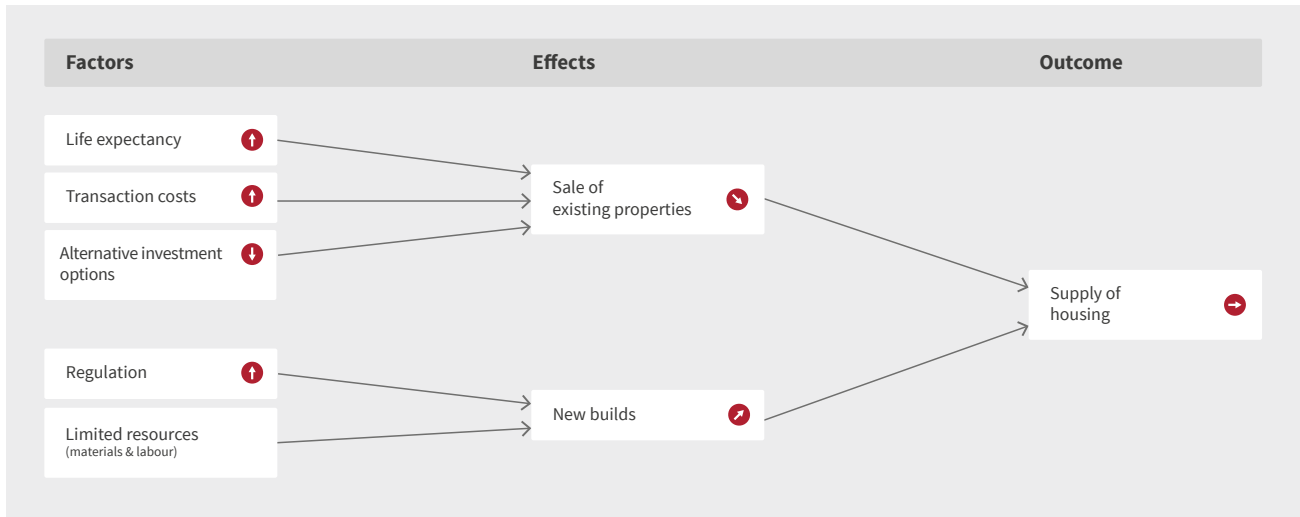 Factors
Effects
Outcome
Life expectancy
Transaction costs
Alternative investment
options
Sale of
existing properties
Supply of
housing
Regulation
Limited resources
(materials & labour)
New builds